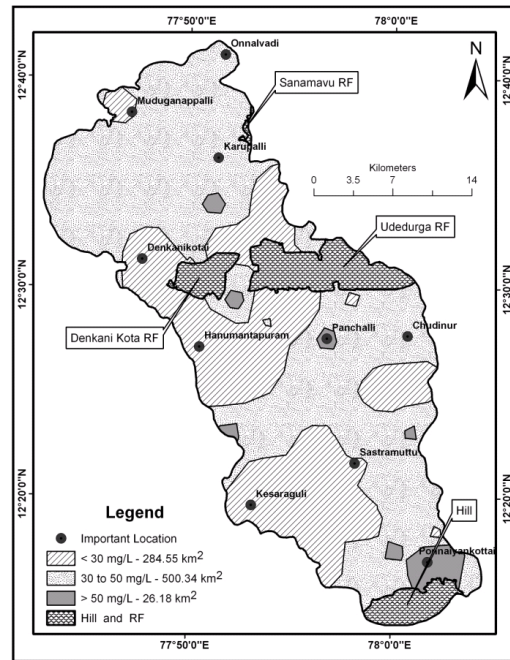 77°50'0"E
78°0'0"E
12°40'0"N
12°40'0"N
N
Onnalvadi
Sanamavu RF
Muduganappalli
Karupalli
Kilometers
0 3.5 7 14
Udedurga RF
Denkanikotai
12°30'0"N
12°30'0"N
Denkani Kota RF
Hanumantapuram
Panchalli
Chudinur
Sastramuttu
12°20'0"N
12°20'0"N
Kesaraguli
Hill
Ponnaiyankottai
Legend
Important Location
< 30 mg/L - 284.55 km²
30 to 50 mg/L - 500.34 km²
> 50 mg/L - 26.18 km²
Hill and RF
77°50'0"E
78°0'0"E